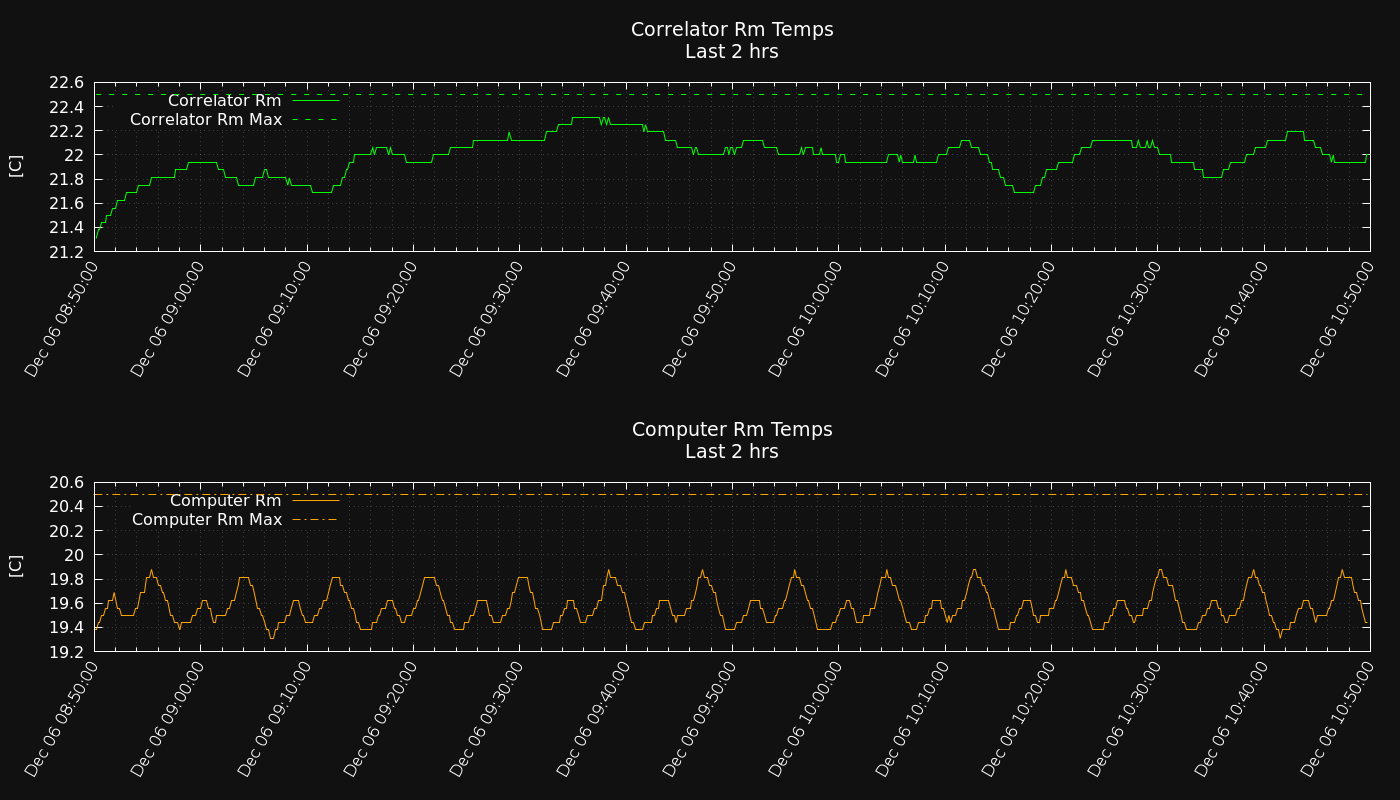 Correlator Rm Temps
Last 2 hrs
[C]
22.6
22.4
22.2
22
21.8
21.6
21.4
21.2
Correlator Rm
Correlator Rm Max
Dec 06 08:50:00
Dec 06 09:00:00
Dec 06 09:10:00
Dec 06 09:20:00
Dec 06 09:30:00
Dec 06 09:40:00
Dec 06 09:50:00
Dec 06 10:00:00
Dec 06 10:10:00
Dec 06 10:20:00
Dec 06 10:30:00
Dec 06 10:40:00
Dec 06 10:50:00
Computer Rm Temps
Last 2 hrs
[C]
20.6
20.4
20.2
20
19.8
19.6
19.4
19.2
Computer Rm
Computer Rm Max
Dec 06 08:50:00
Dec 06 09:00:00
Dec 06 09:10:00
Dec 06 09:20:00
Dec 06 09:30:00
Dec 06 09:40:00
Dec 06 09:50:00
Dec 06 10:00:00
Dec 06 10:10:00
Dec 06 10:20:00
Dec 06 10:30:00
Dec 06 10:40:00
Dec 06 10:50:00